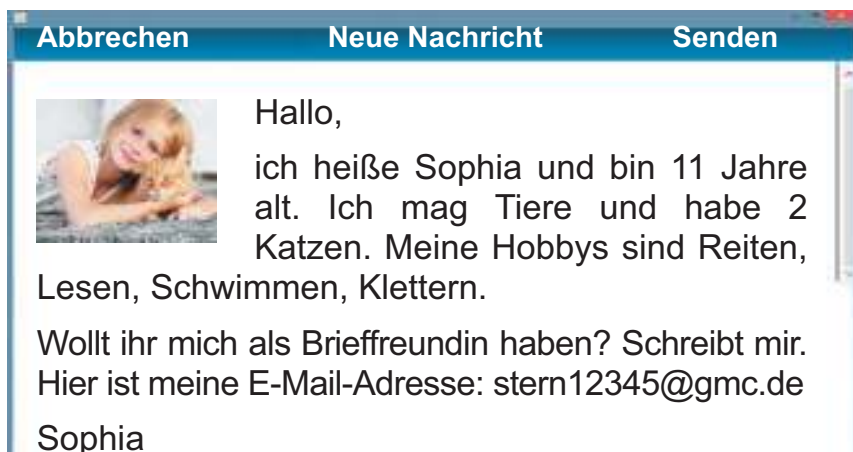 Abbrechen Neue Nachricht Senden
Hallo,
ich heiße Sophia und bin 11 Jahre
alt. Ich mag Tiere und habe 2
Katzen. Meine Hobbys sind Reiten,
Lesen, Schwimmen, Klettern.
Wollt ihr mich als Brieffreundin haben? Schreibt mir.
Hier ist meine E-Mail-Adresse: stern12345@gmc.de
Sophia